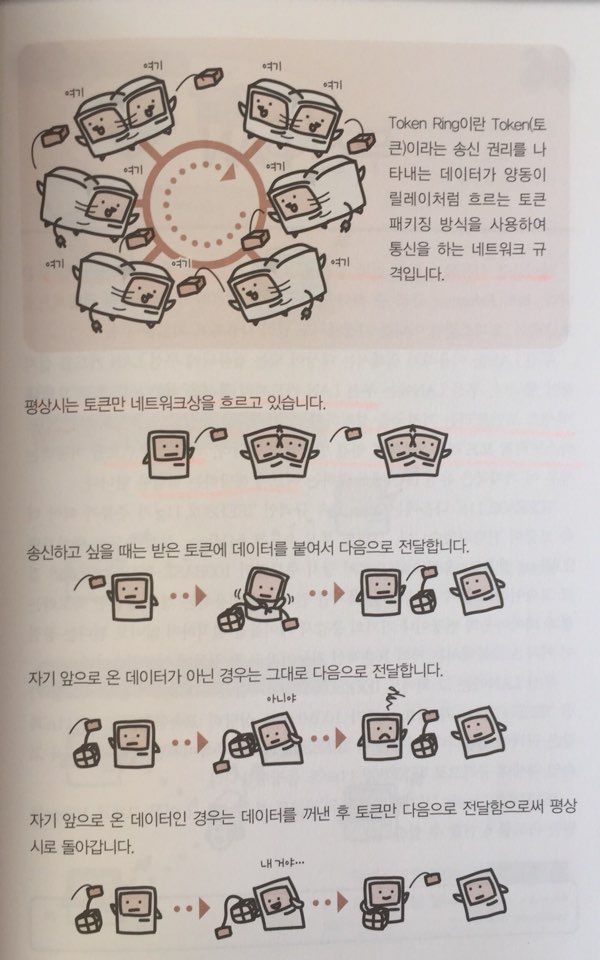 여기
여기
여기
여기
여기
여기
여기
여기
여기
여기
Token Ring이란 Token(토
큰)이라는 송신 권리를 나
타내는 데이터가 양동이
릴레이처럼 흐르는 토큰
패키징 방식을 사용하여
통신을 하는 네트워크 규
격입니다.
평상시는 토큰만 네트워크상을 흐르고 있습니다.
송신하고 싶을 때는 받은 토큰에 데이터를 붙여서 다음으로 전달합니다.
자기 앞으로 온 데이터가 아닌 경우는 그대로 다음으로 전달합니다.
아니야
자기 앞으로 온 데이터인 경우는 데이터를 꺼낸 후 토큰만 다음으로 전달함으로써 평상
시로 돌아갑니다.
내 거야…